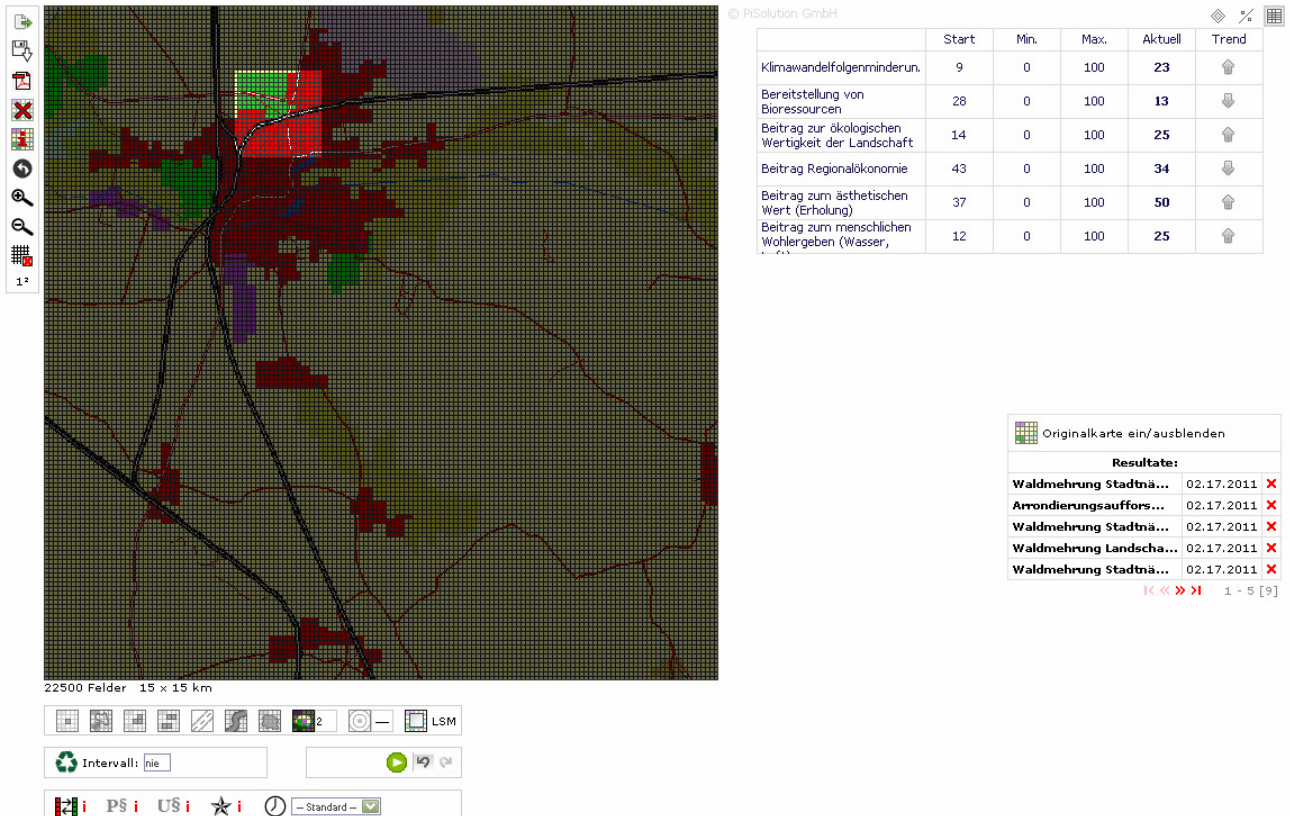 © PiSolution GmbH
Start Min. Max. Aktuell Trend
Klimawandelfolgenminderun. 9 0 100 23
Bereitstellung von
Bioressourcen 28 0 100 13
Beitrag zur ökologischen
Wertigkeit der Landschaft 14 0 100 25
Beitrag Regionalökonomie 43 0 100 34
Beitrag zum ästhetischen
Wert (Erholung) 37 0 100 50
Beitrag zum menschlichen
Wohlergeben (Wasser, 12 0 100 25
1²
Originalkarte ein/ausblenden
Resultate:
Waldmehrung Stadtnä... 02.17.2011
Arrondierungsauffors... 02.17.2011
Waldmehrung Stadtnä... 02.17.2011
Waldmehrung Landscha... 02.17.2011
Waldmehrung Stadtnä... 02.17.2011
1 - 5 [9]
22500 Felder 15 x 15 km
2 — LSM
Intervall: nie
i P§ i U§ i i – Standard –